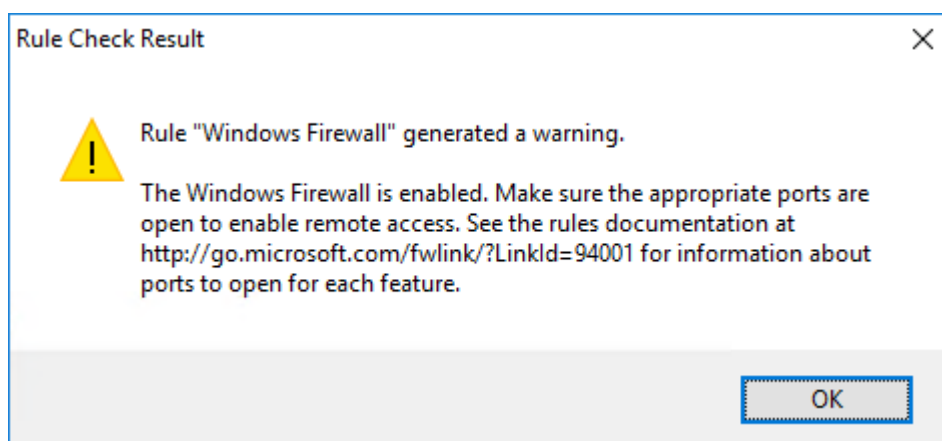 Rule Check Result
Rule "Windows Firewall" generated a warning.
The Windows Firewall is enabled. Make sure the appropriate ports are
open to enable remote access. See the rules documentation at
http://go.microsoft.com/fwlink/?LinkId=94001 for information about
ports to open for each feature.
OK